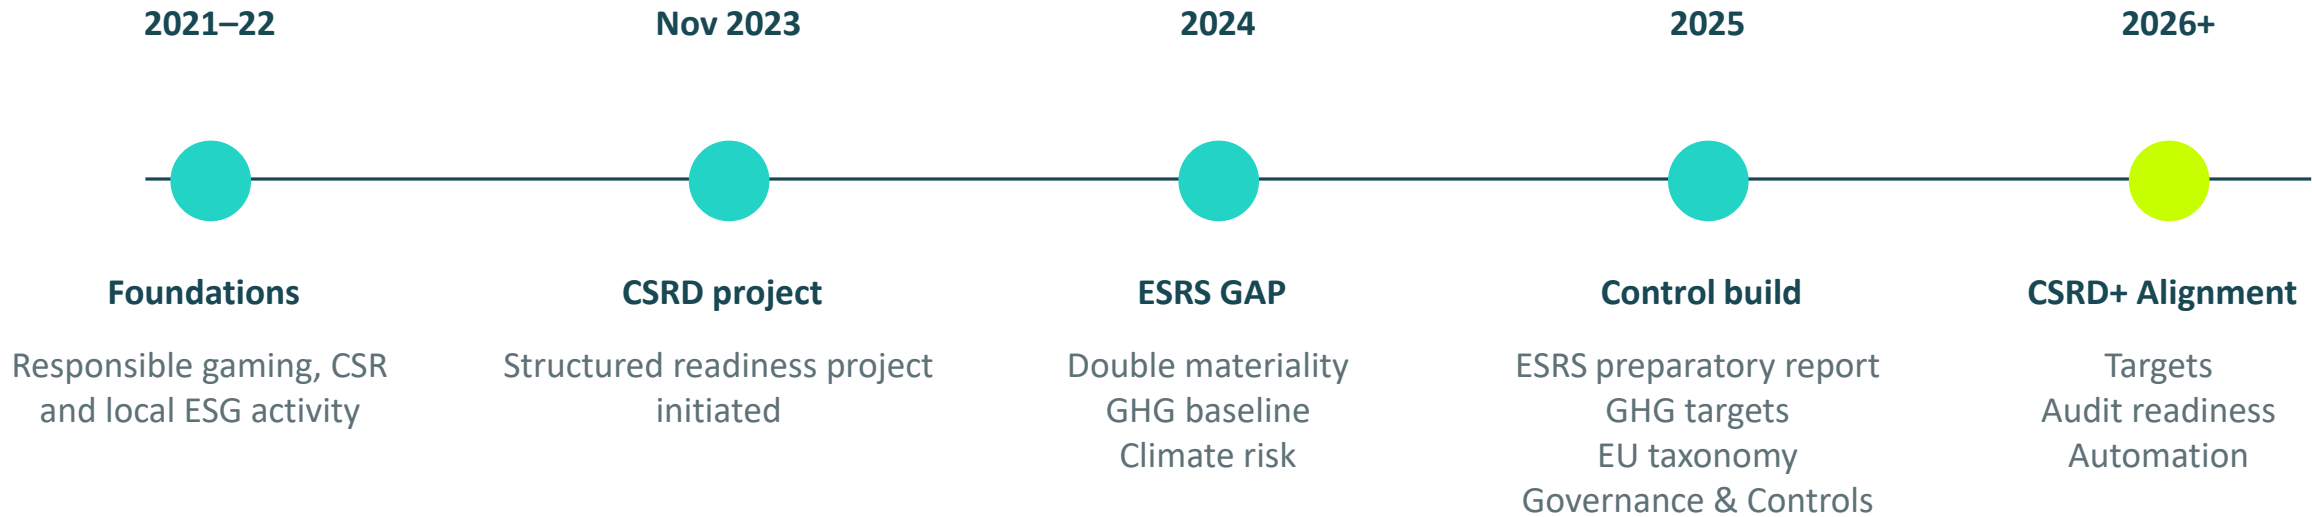 2021–22
Foundations
Responsible gaming, CSR
and local ESG activity
Nov 2023
CSRD project
Structured readiness project
initiated
2024
ESRS GAP
Double materiality
GHG baseline
Climate risk
2025
Control build
ESRS preparatory report
GHG targets
EU taxonomy
Governance & Controls
2026+
CSRD+ Alignment
Targets
Audit readiness
Automation